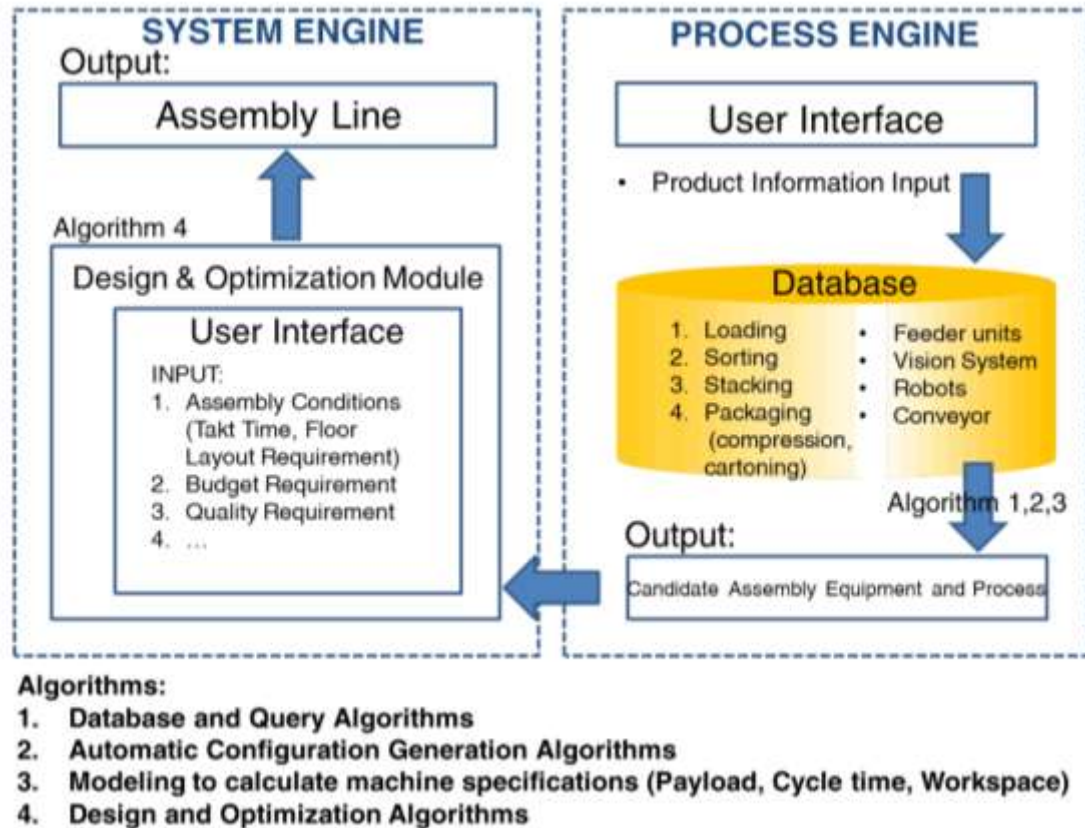 SYSTEM ENGINE
Output:
Assembly Line
Algorithm 4
Design & Optimization Module
User Interface
INPUT:
1. Assembly Conditions
(Takt Time, Floor
Layout Requirement)
2. Budget Requirement
3. Quality Requirement
4. ...
PROCESS ENGINE
User Interface
• Product Information Input
Database
1. Loading
2. Sorting
3. Stacking
4. Packaging
(compression,
cartoning)
• Feeder units
• Vision System
• Robots
• Conveyor
Algorithm 1,2,3
Output:
Candidate Assembly Equipment and Process
Algorithms:
1. Database and Query Algorithms
2. Automatic Configuration Generation Algorithms
3. Modeling to calculate machine specifications (Payload, Cycle time, Workspace)
4. Design and Optimization Algorithms